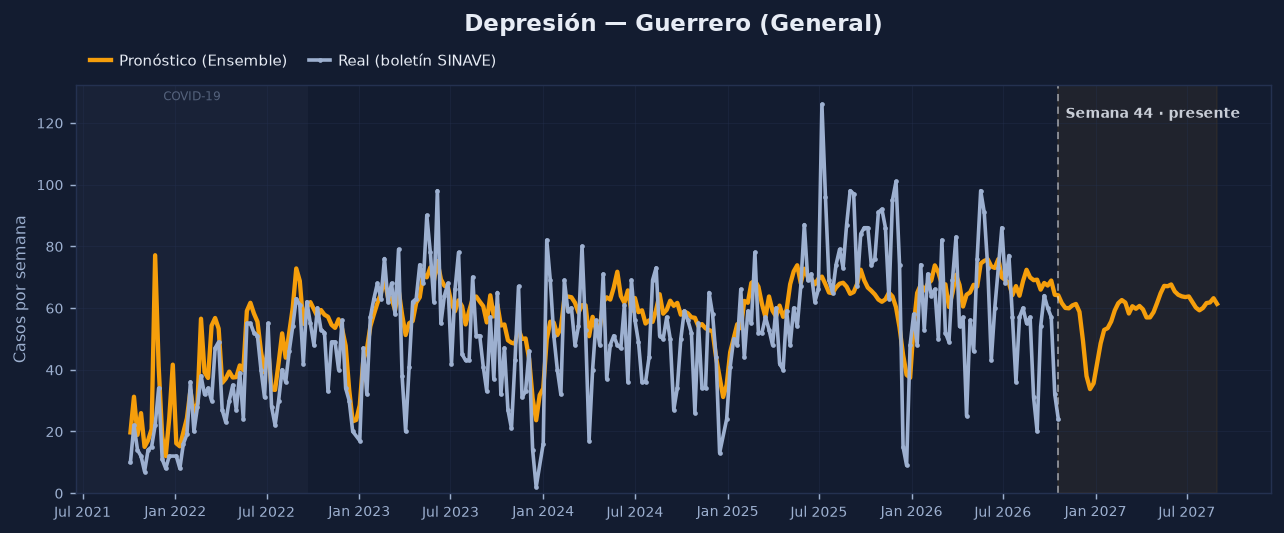 Depresión — Guerrero (General)
Pronóstico (Ensemble)
Real (boletín SINAVE)
COVID-19
Semana 44 · presente
Casos por semana
120
100
80
60
40
20
0
Jul 2021
Jan 2022
Jul 2022
Jan 2023
Jul 2023
Jan 2024
Jul 2024
Jan 2025
Jul 2025
Jan 2026
Jul 2026
Jan 2027
Jul 2027